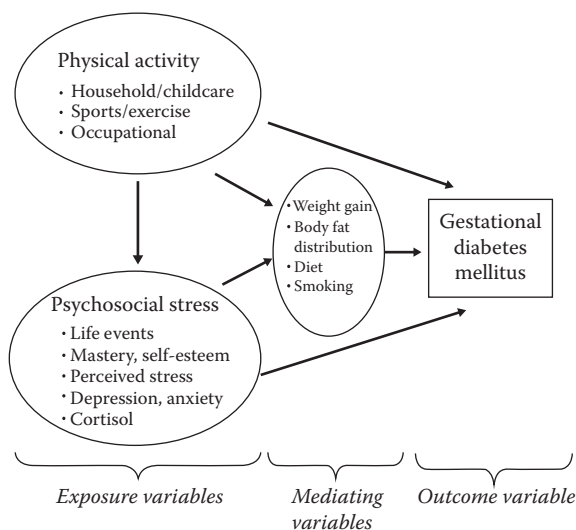 Physical activity
· Household/childcare
· Sports/exercise
· Occupational
· Weight gain
· Body fat
distribution
· Diet
· Smoking
Gestational
diabetes
mellitus
Psychosocial stress
· Life events
· Mastery, self-esteem
· Perceived stress
· Depression, anxiety
· Cortisol
Exposure variables
Mediating
variables
Outcome variable